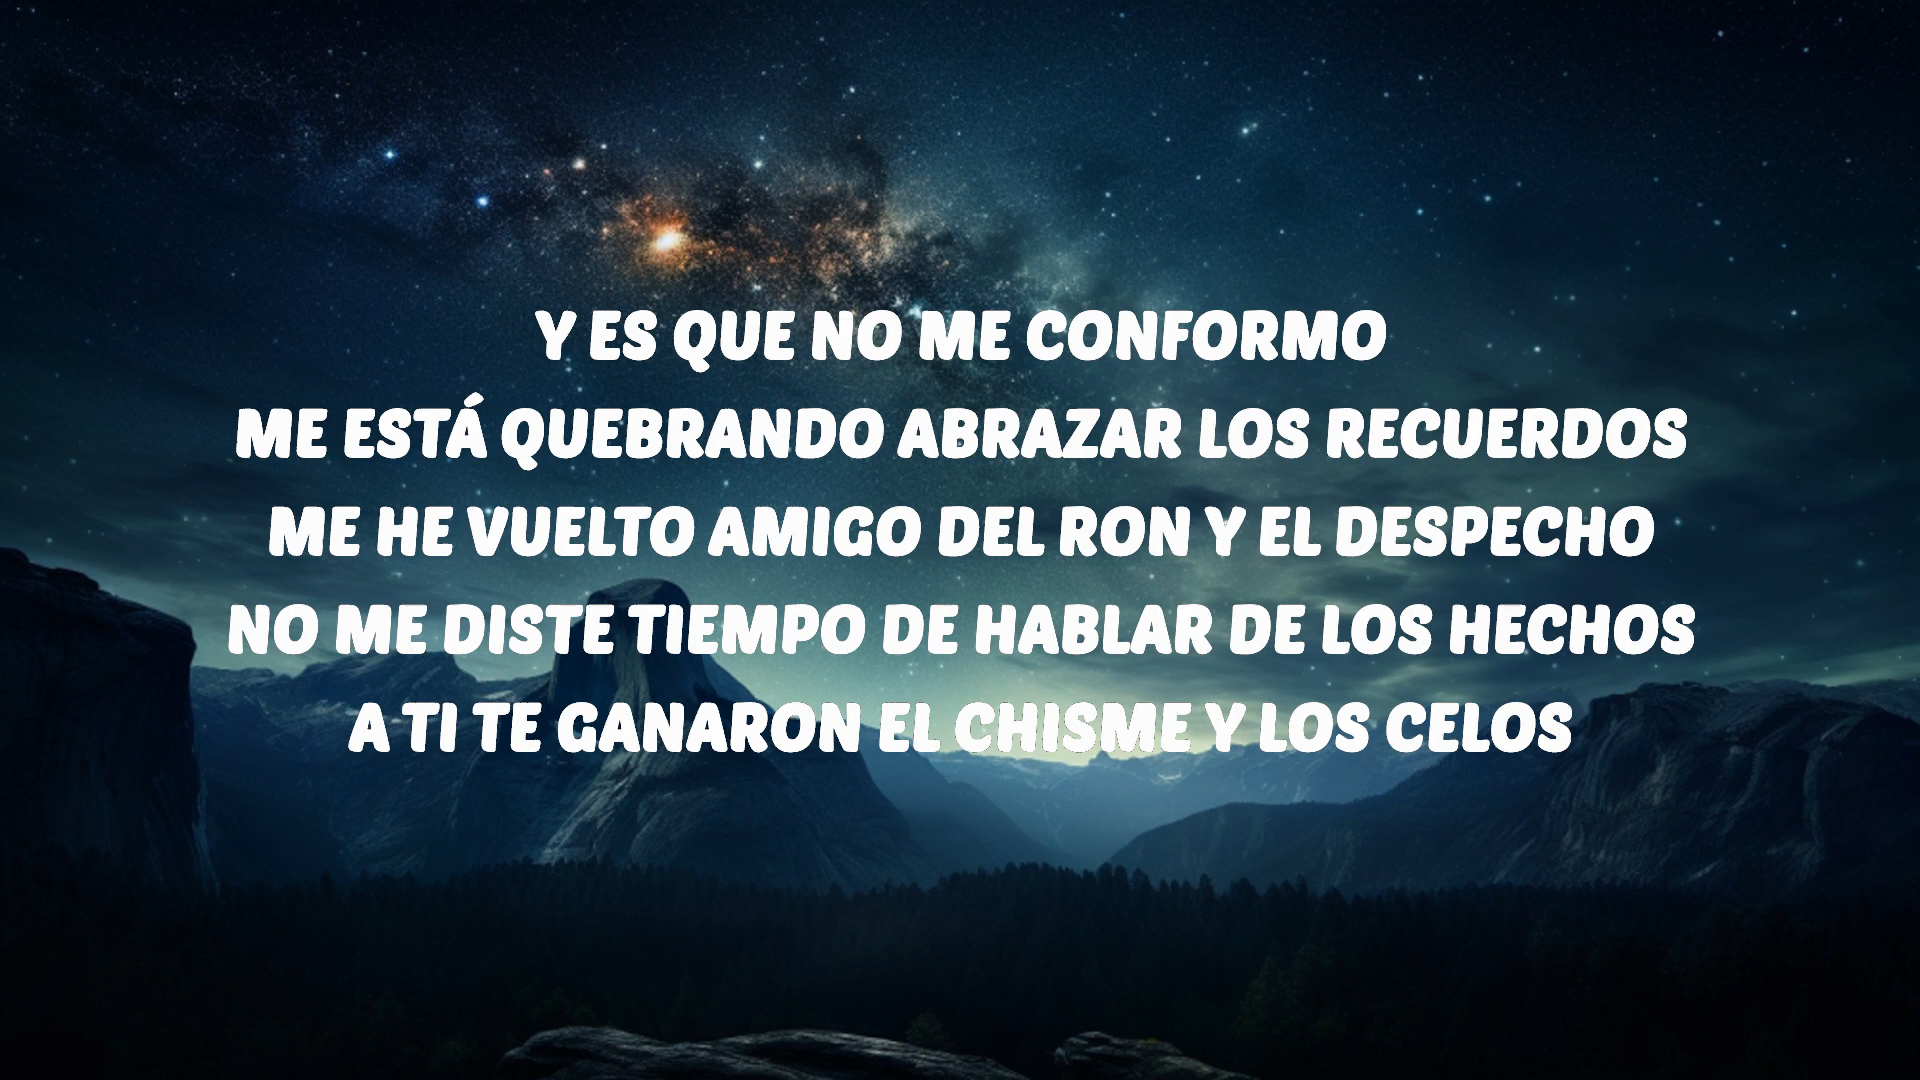 Y ES QUE NO ME CONFORMO
ME ESTÁ QUEBRANDO ABRAZAR LOS RECUERDOS
ME HE VUELTO AMIGO DEL RON Y EL DESPECHO
NO ME DISTE TIEMPO DE HABLAR DE LOS HECHOS
A TI TE GANARON EL CHISME Y LOS CELOS